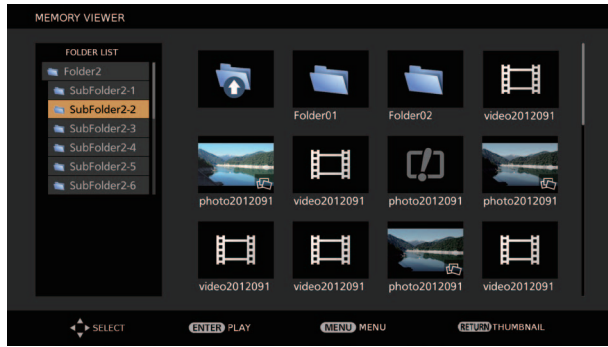 MEMORY VIEWER
FOLDER LIST
Folder2
SubFolder2-1
SubFolder2-2
SubFolder2-3
SubFolder2-4
SubFolder2-5
SubFolder2-6
Folder01 Folder02 video2012091
photo2012091 video2012091 photo2012091 photo2012091
video2012091 video2012091 photo2012091 video2012091
SELECT ENTER PLAY MENU MENU RETURN THUMBNAIL